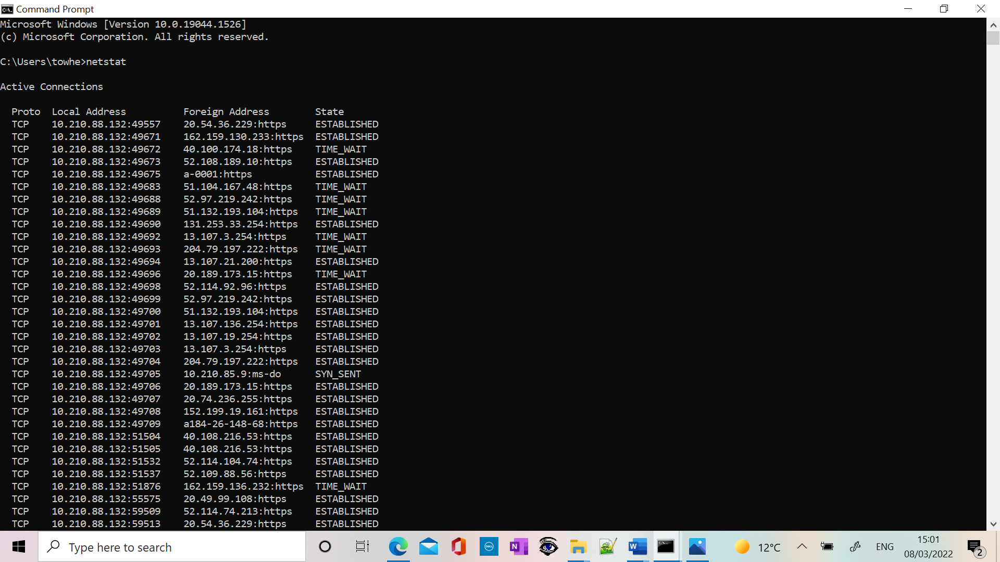 Command Prompt
Microsoft Windows [Version 10.0.19044.1526]
(c) Microsoft Corporation. All rights reserved.
C:\Users\towhe>netstat
Active Connections
Proto  Local Address          Foreign Address        State
TCP    10.210.88.132:49557    20.54.36.229:https     ESTABLISHED
TCP    10.210.88.132:49671    162.159.130.233:https  ESTABLISHED
TCP    10.210.88.132:49672    40.100.174.18:https    TIME_WAIT
TCP    10.210.88.132:49673    52.108.189.10:https    ESTABLISHED
TCP    10.210.88.132:49675    a-0001:https           ESTABLISHED
TCP    10.210.88.132:49683    51.104.167.48:https    TIME_WAIT
TCP    10.210.88.132:49688    52.97.219.242:https    TIME_WAIT
TCP    10.210.88.132:49689    51.132.193.104:https   TIME_WAIT
TCP    10.210.88.132:49690    131.253.33.254:https   ESTABLISHED
TCP    10.210.88.132:49692    13.107.3.254:https     TIME_WAIT
TCP    10.210.88.132:49693    204.79.197.222:https   TIME_WAIT
TCP    10.210.88.132:49694    13.107.21.200:https    ESTABLISHED
TCP    10.210.88.132:49696    20.189.173.15:https    TIME_WAIT
TCP    10.210.88.132:49698    52.114.92.96:https     ESTABLISHED
TCP    10.210.88.132:49699    52.97.219.242:https    ESTABLISHED
TCP    10.210.88.132:49700    51.132.193.104:https   ESTABLISHED
TCP    10.210.88.132:49701    13.107.136.254:https   ESTABLISHED
TCP    10.210.88.132:49702    13.107.19.254:https    ESTABLISHED
TCP    10.210.88.132:49703    13.107.3.254:https     ESTABLISHED
TCP    10.210.88.132:49704    204.79.197.222:https   ESTABLISHED
TCP    10.210.88.132:49705    10.210.85.9:ms-do      SYN_SENT
TCP    10.210.88.132:49706    20.189.173.15:https    ESTABLISHED
TCP    10.210.88.132:49707    20.74.236.255:https    ESTABLISHED
TCP    10.210.88.132:49708    152.199.19.161:https   ESTABLISHED
TCP    10.210.88.132:49709    a184-26-148-68:https   ESTABLISHED
TCP    10.210.88.132:51504    40.108.216.53:https    ESTABLISHED
TCP    10.210.88.132:51505    40.108.216.53:https    ESTABLISHED
TCP    10.210.88.132:51532    52.114.104.74:https    ESTABLISHED
TCP    10.210.88.132:51537    52.109.88.56:https     ESTABLISHED
TCP    10.210.88.132:51876    162.159.136.232:https  TIME_WAIT
TCP    10.210.88.132:55575    20.49.99.108:https     ESTABLISHED
TCP    10.210.88.132:59509    52.114.74.213:https    ESTABLISHED
TCP    10.210.88.132:59513    20.54.36.229:https     ESTABLISHED
Type here to search
DELL
N
W
12°C
ENG
15:01
08/03/2022
2